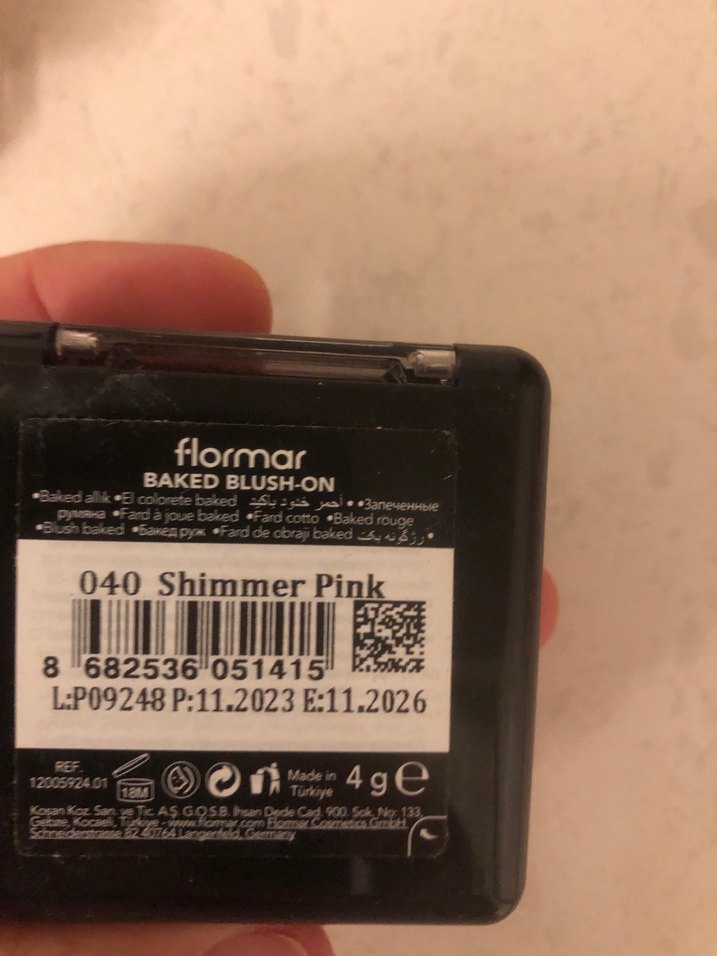 flormar
BAKED BLUSH-ON
•Baked allik •El colorete baked أحمر خدود باكيد • •Запеченные
румяна •Fard à joue baked •Fard cotto •Baked rouge
•Blush baked •Бакед руж •Fard de obraji baked رژگونه بکت •
040 Shimmer Pink
8 682536 051415
L:P09248 P:11.2023 E:11.2026
REF.
12005924.01
18M
Made in
Türkiye
4 g ℮
Kosan Koz. San. ve Tic. A.Ş. G.O.S.B. İhsan Dede Cad. 900. Sok. No: 133,
Gebze, Kocaeli, Türkiye - www.flormar.com Flormar Cosmetics GmbH,
Schneiderstrasse 82 40764 Langenfeld, Germany